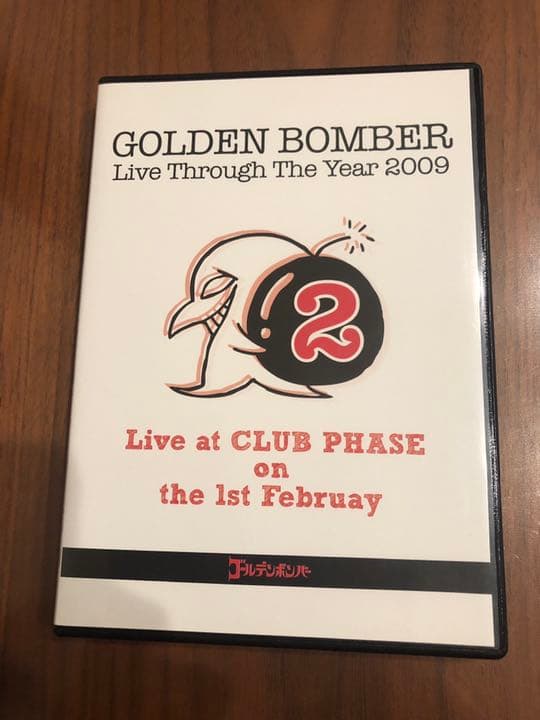 GOLDEN BOMBER
Live Through The Year 2009
2
Live at CLUB PHASE
on
the 1st Februay
ゴールデンボンバー